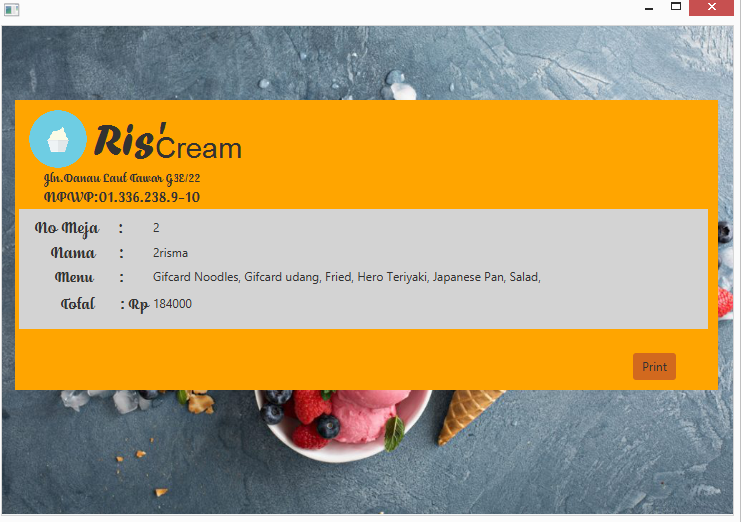 Ris'Cream
Jln.Danau Laut Tawar G3E/22
NPWP:01.336.238.9-10
No Meja : 2
Nama : 2risma
Menu : Gifcard Noodles, Gifcard udang, Fried, Hero Teriyaki, Japanese Pan, Salad,
Total : Rp 184000
Print